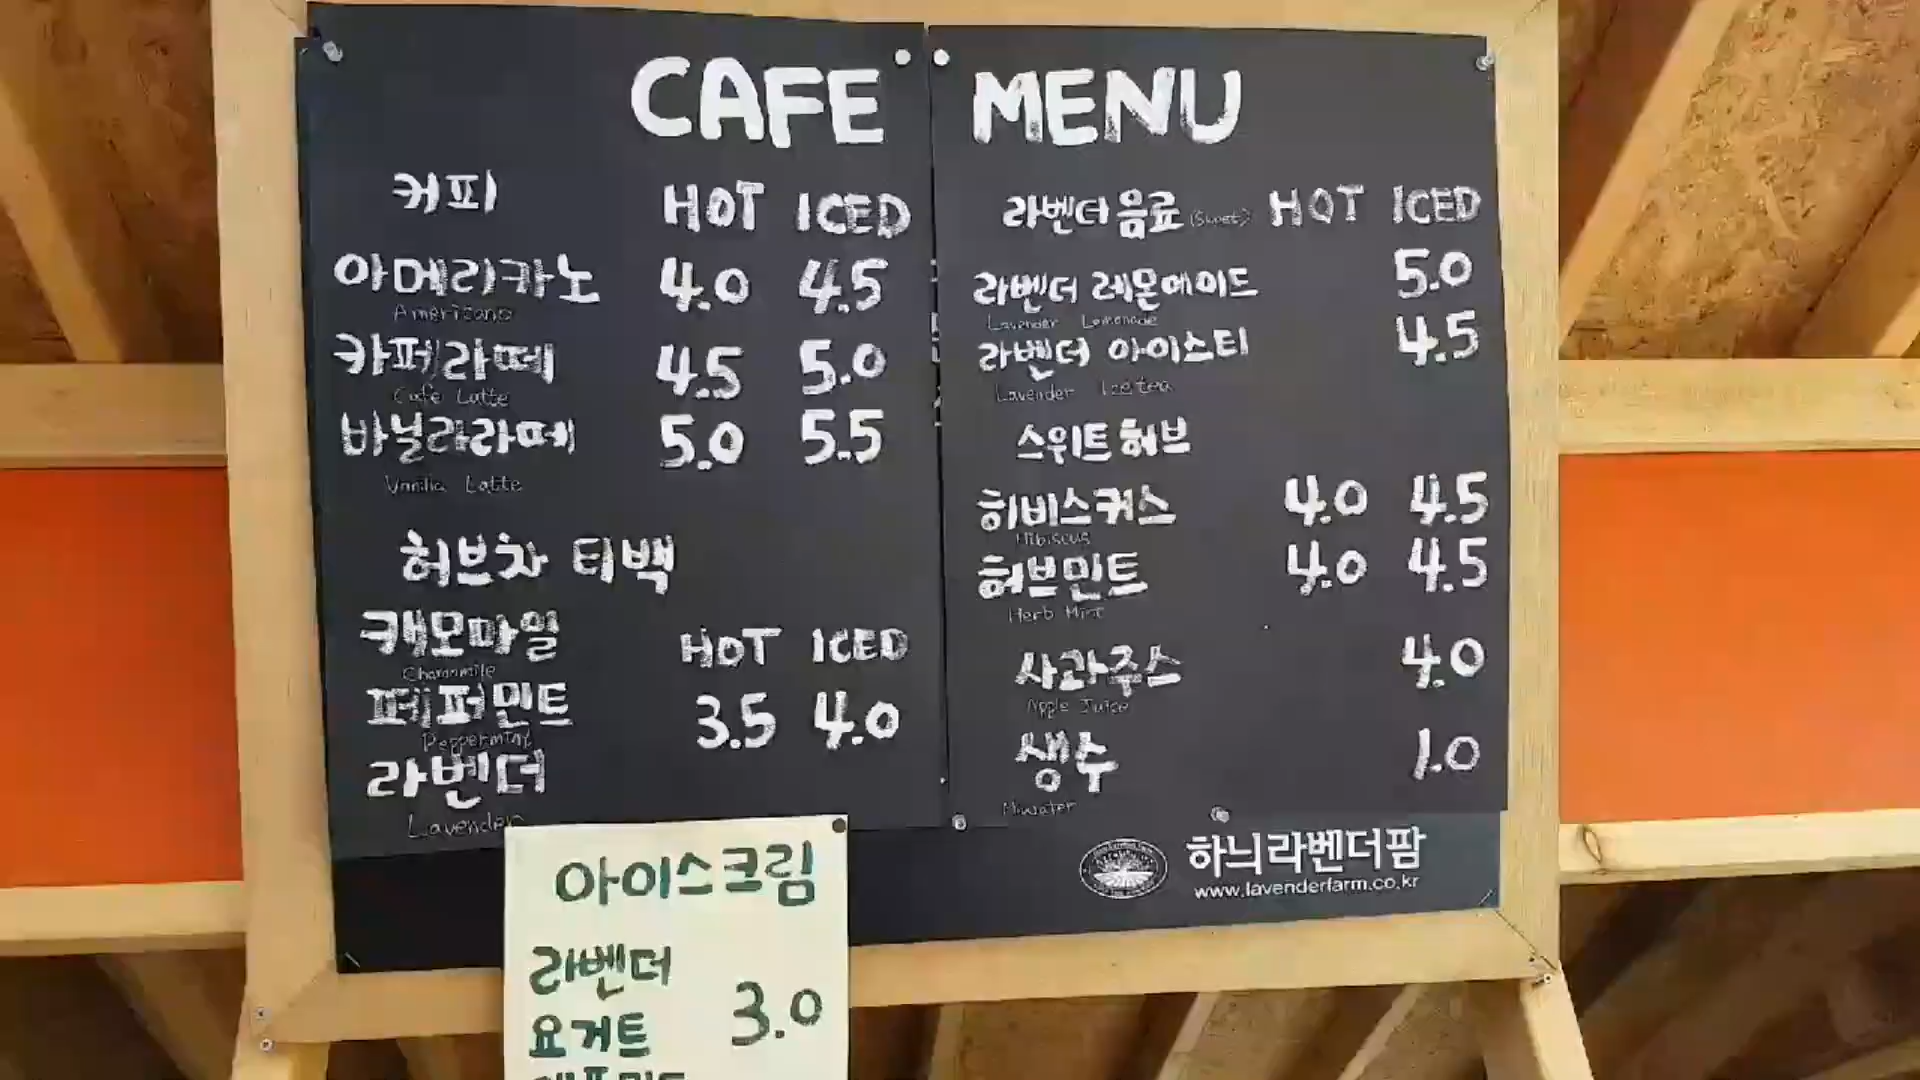 CAFE MENU
커피 HOT ICED
아메리카노 4.0 4.5
Americano
카페라떼 4.5 5.0
Cafe Latte
바닐라라떼 5.0 5.5
Vanilla Latte
허브차 티백
캐모마일 HOT ICED
Chamomile
페퍼민트 3.5 4.0
Peppermint
라벤더
Lavender
라벤더음료 (Sweet) HOT ICED
라벤더 레몬에이드 5.0
Lavender Lemonade
라벤더 아이스티 4.5
Lavender Icetea
스위트허브
히비스커스 4.0 4.5
Hibiscus
허브민트 4.0 4.5
Herb Mint
사과주스 4.0
Apple Juice
생수 1.0
하늬라벤더팜
www.lavenderfarm.co.kr
아이스크림
라벤더
요거트 3.0